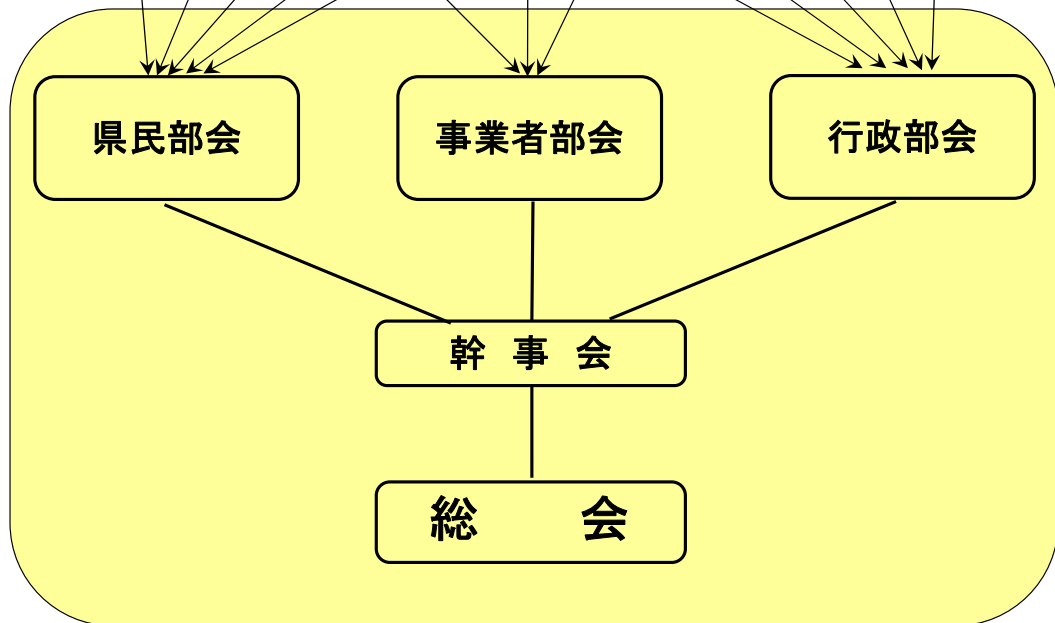 県民部会
事業者部会
行政部会
幹 事 会
総 会